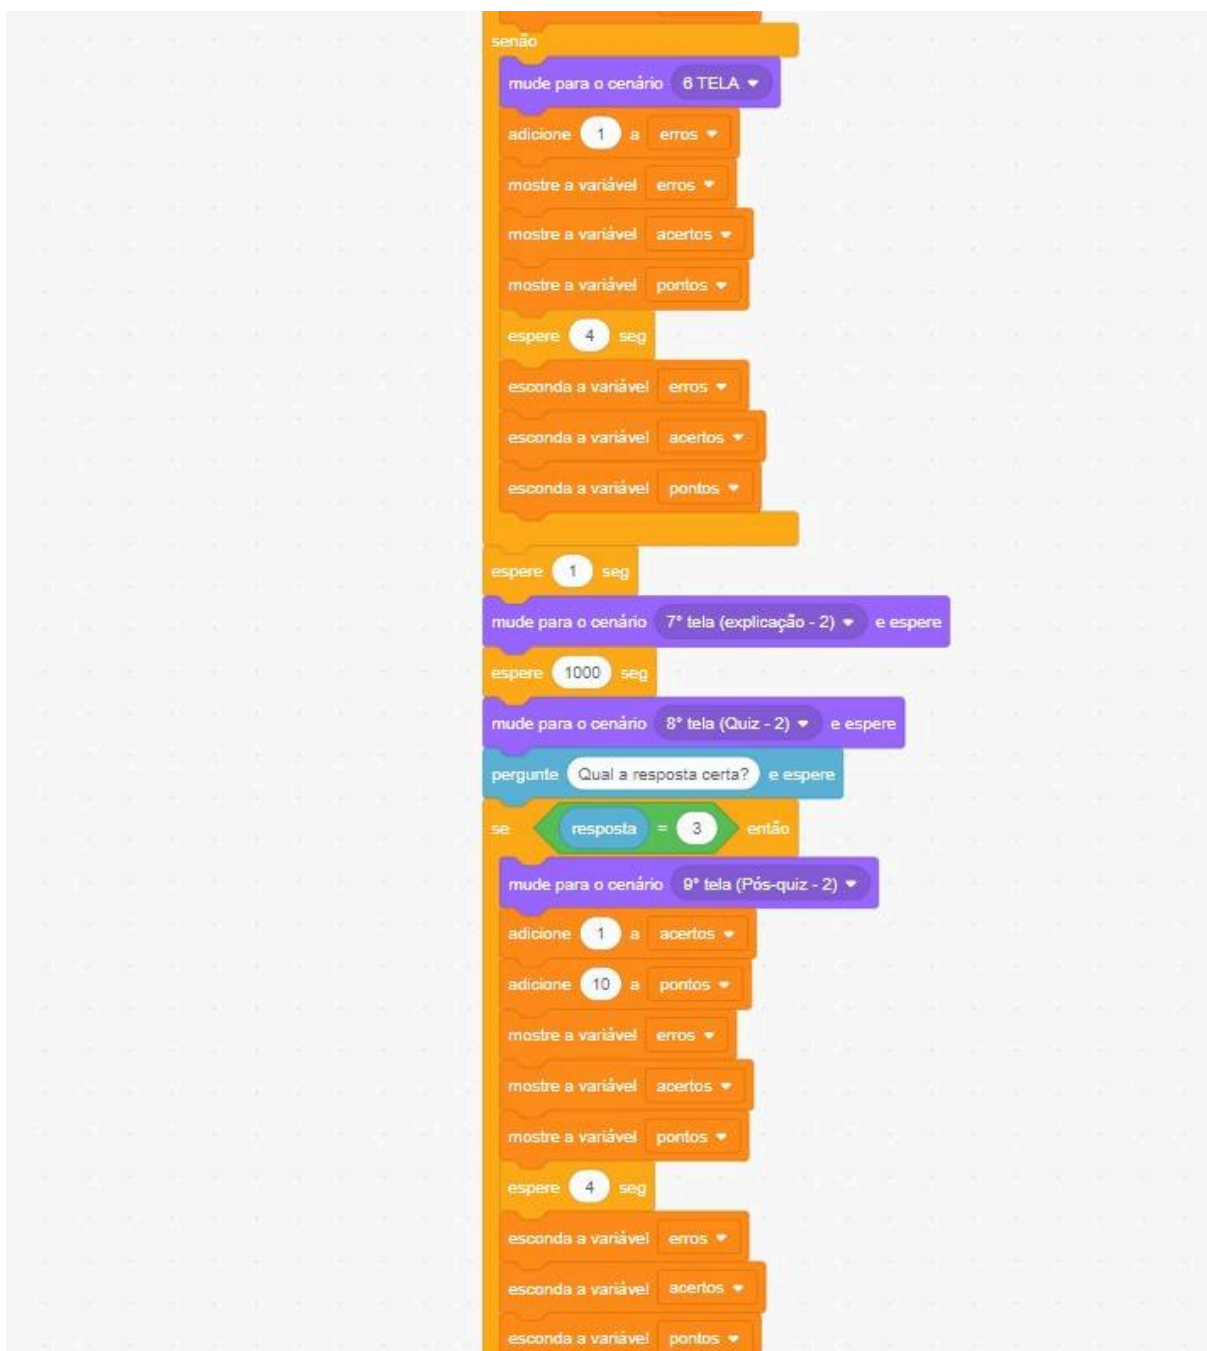 senão
mude para o cenário 6 TELA
adicione 1 a erros
mostre a variável erros
mostre a variável acertos
mostre a variável pontos
espere 4 seg
esconda a variável erros
esconda a variável acertos
esconda a variável pontos
espere 1 seg
mude para o cenário 7° tela (explicação - 2) e espere
espere 1000 seg
mude para o cenário 8° tela (Quiz - 2) e espere
pergunte Qual a resposta certa? e espere
se resposta = 3 então
mude para o cenário 9° tela (Pós-quiz - 2)
adicione 1 a acertos
adicione 10 a pontos
mostre a variável erros
mostre a variável acertos
mostre a variável pontos
espere 4 seg
esconda a variável erros
esconda a variável acertos
esconda a variável pontos